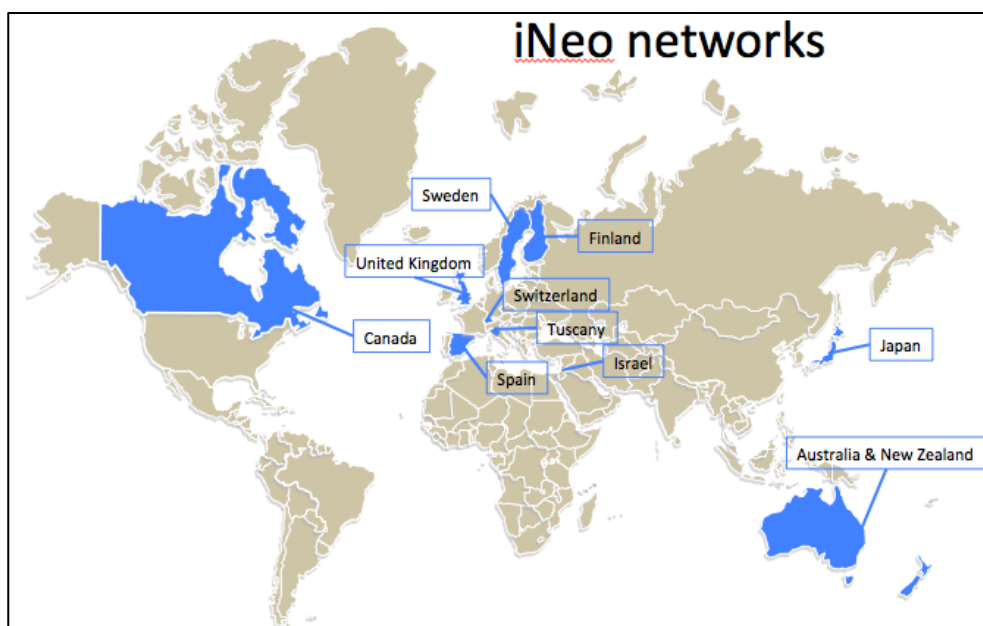 iNeo networks
Sweden
Finland
United Kingdom
Switzerland
Tuscany
Canada
Japan
Israel
Spain
Australia & New Zealand